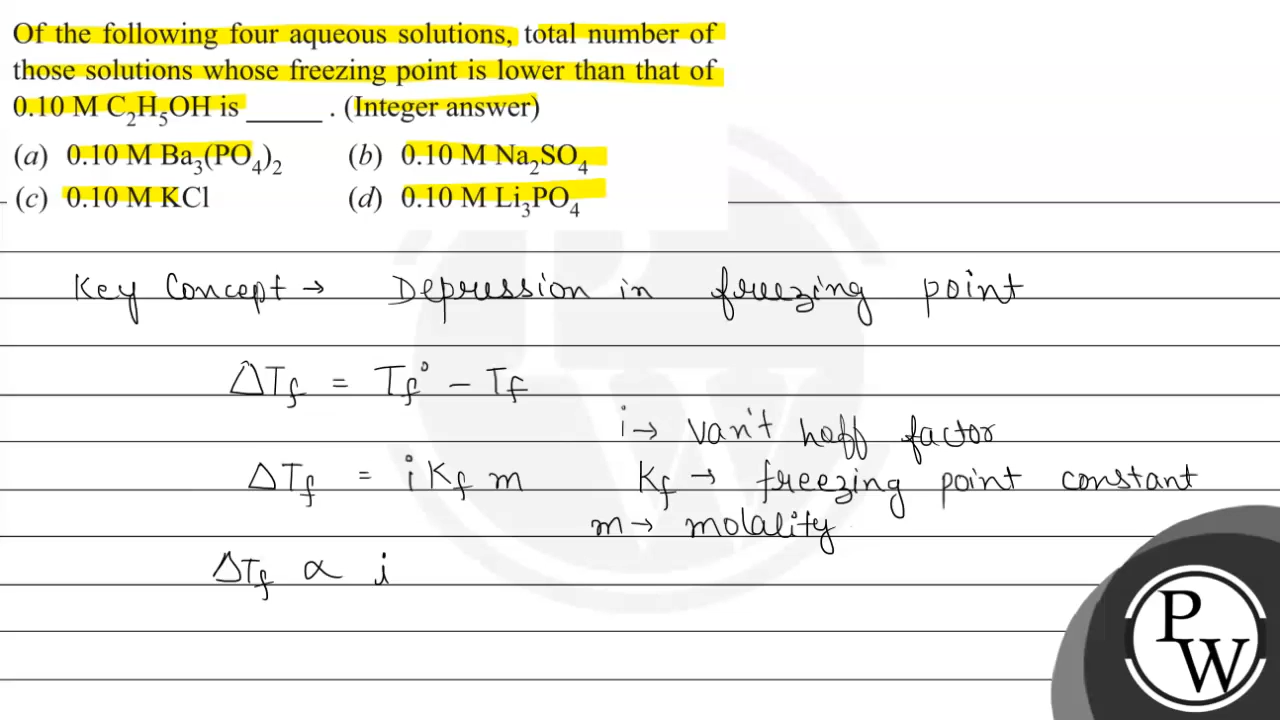 Of the following four aqueous solutions, total number of
those solutions whose freezing point is lower than that of
0.10 M C₂H₅OH is _____ . (Integer answer)
(a) 0.10 M Ba₃(PO₄)₂ (b) 0.10 M Na₂SO₄
(c) 0.10 M KCl (d) 0.10 M Li₃PO₄
Key Concept → Depression in freezing point
ΔTf = Tf° − Tf
i → van't hoff factor
ΔTf = i Kf m Kf → freezing point constant
m → molality
ΔTf ∝ i
PW